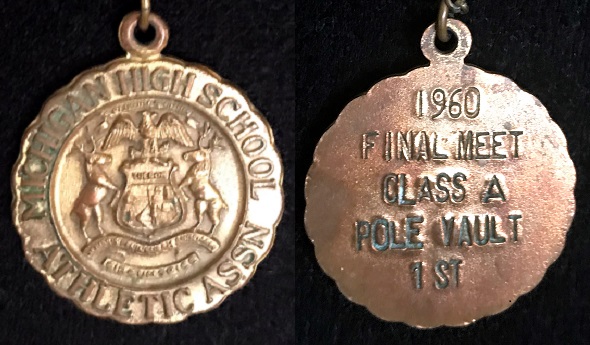 MICHIGAN HIGH SCHOOL
ATHLETIC ASSN
1960
FINAL MEET
CLASS A
POLE VAULT
1 ST